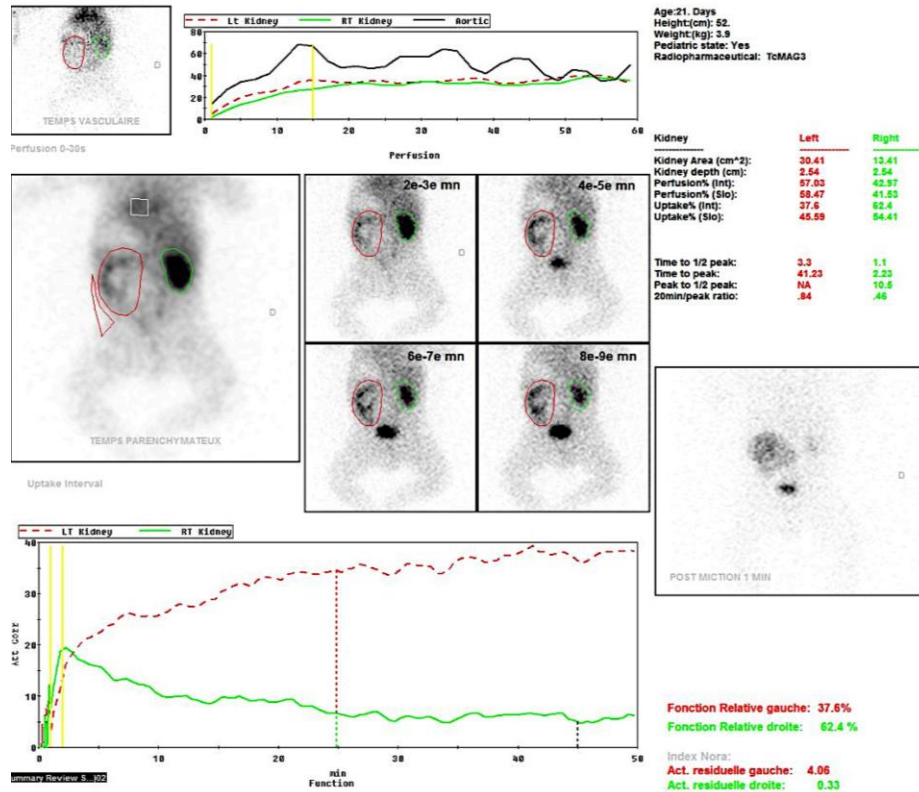 Lt Kidney RT Kidney Aortic
Age:21. Days
Height:(cm): 52.
Weight:(kg): 3.9
Pediatric state: Yes
Radiopharmaceutical: TcMAG3
80
60
40
20
0
TEMPS VASCULAIRE
D
0 10 20 30 40 50 60
Perfusion 0-30s
Perfusion
Kidney Left Right
Kidney Area (cm^2): 30.41 13.41
Kidney depth (cm): 2.54 2.54
Perfusion% (Int): 57.03 42.97
Perfusion% (Slo): 58.47 41.53
Uptake% (Int): 37.6 62.4
Uptake% (Slo): 45.59 54.41
Time to 1/2 peak: 3.3 1.1
Time to peak: 41.23 2.23
Peak to 1/2 peak: NA 10.5
20min/peak ratio: .84 .46
2e-3e mn
4e-5e mn
D
D
6e-7e mn
8e-9e mn
TEMPS PARENCHYMATEUX
Uptake Interval
D
POST MICTION 1 MIN
LT Kidney RT Kidney
40
30
20
10
0
Act Corr
0 10 20 30 40 50
min
Function
ummary Review S...)02
Fonction Relative gauche: 37.6%
Fonction Relative droite: 62.4 %
Index Nora:
Act. residuelle gauche: 4.06
Act. residuelle droite: 0.33